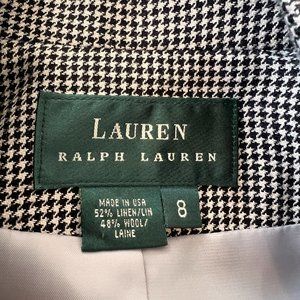 LAUREN
RALPH LAUREN
MADE IN USA
52% LINEN/LIN
48% WOOL/
LAINE
8